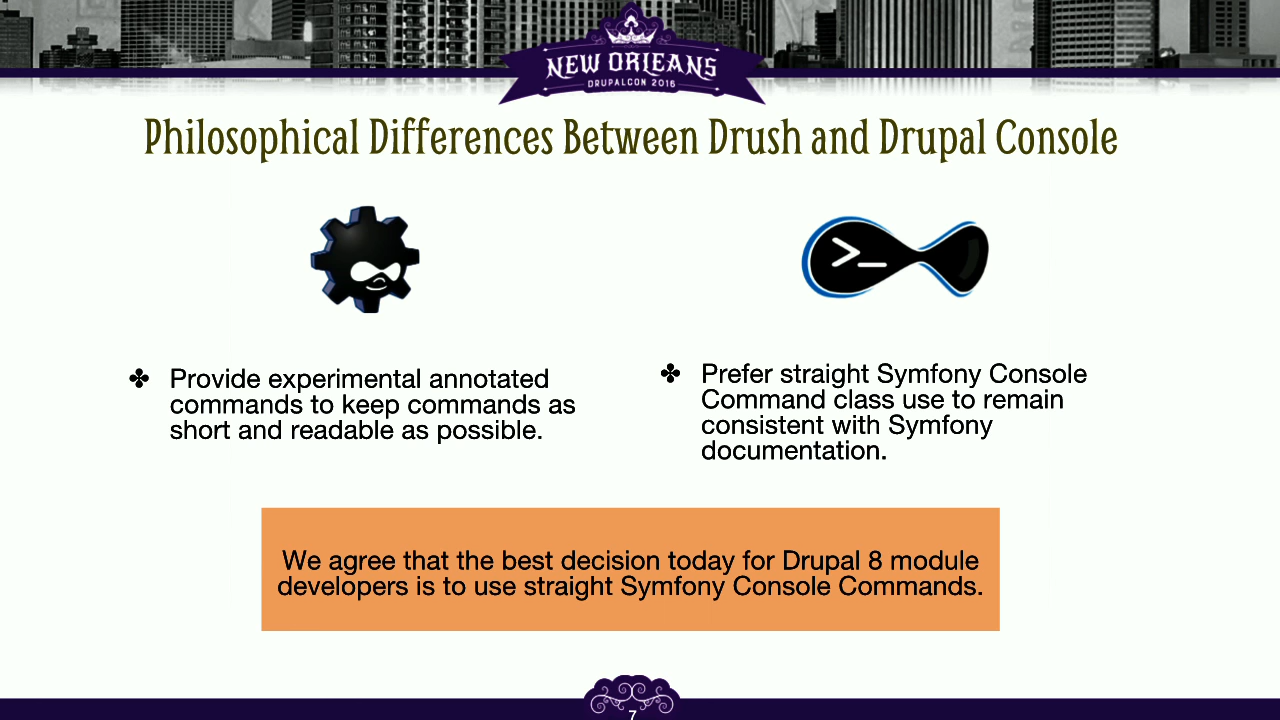 NEW ORLEANS
DRUPALCON 2016
Philosophical Differences Between Drush and Drupal Console
>_
✤ Provide experimental annotated
commands to keep commands as
short and readable as possible.
✤ Prefer straight Symfony Console
Command class use to remain
consistent with Symfony
documentation.
We agree that the best decision today for Drupal 8 module
developers is to use straight Symfony Console Commands.
7